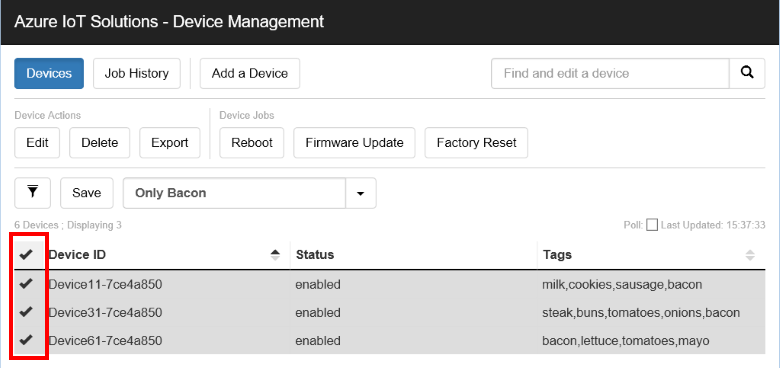 Azure IoT Solutions - Device Management
Devices Job History Add a Device Find and edit a device
Device Actions Device Jobs
Edit Delete Export Reboot Firmware Update Factory Reset
Save Only Bacon
6 Devices ; Displaying 3 Poll: Last Updated: 15:37:33
Device ID Status Tags
Device11-7ce4a850 enabled milk,cookies,sausage,bacon
Device31-7ce4a850 enabled steak,buns,tomatoes,onions,bacon
Device61-7ce4a850 enabled bacon,lettuce,tomatoes,mayo